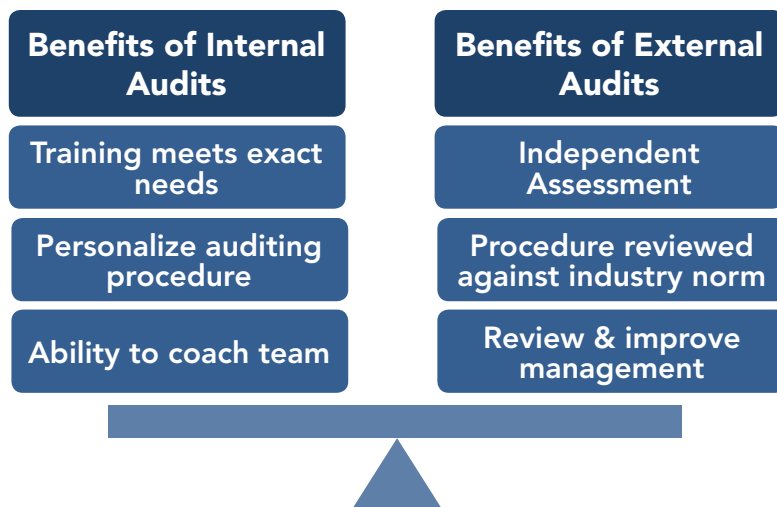 Benefits of Internal
Audits
Training meets exact
needs
Personalize auditing
procedure
Ability to coach team
Benefits of External
Audits
Independent
Assessment
Procedure reviewed
against industry norm
Review & improve
management